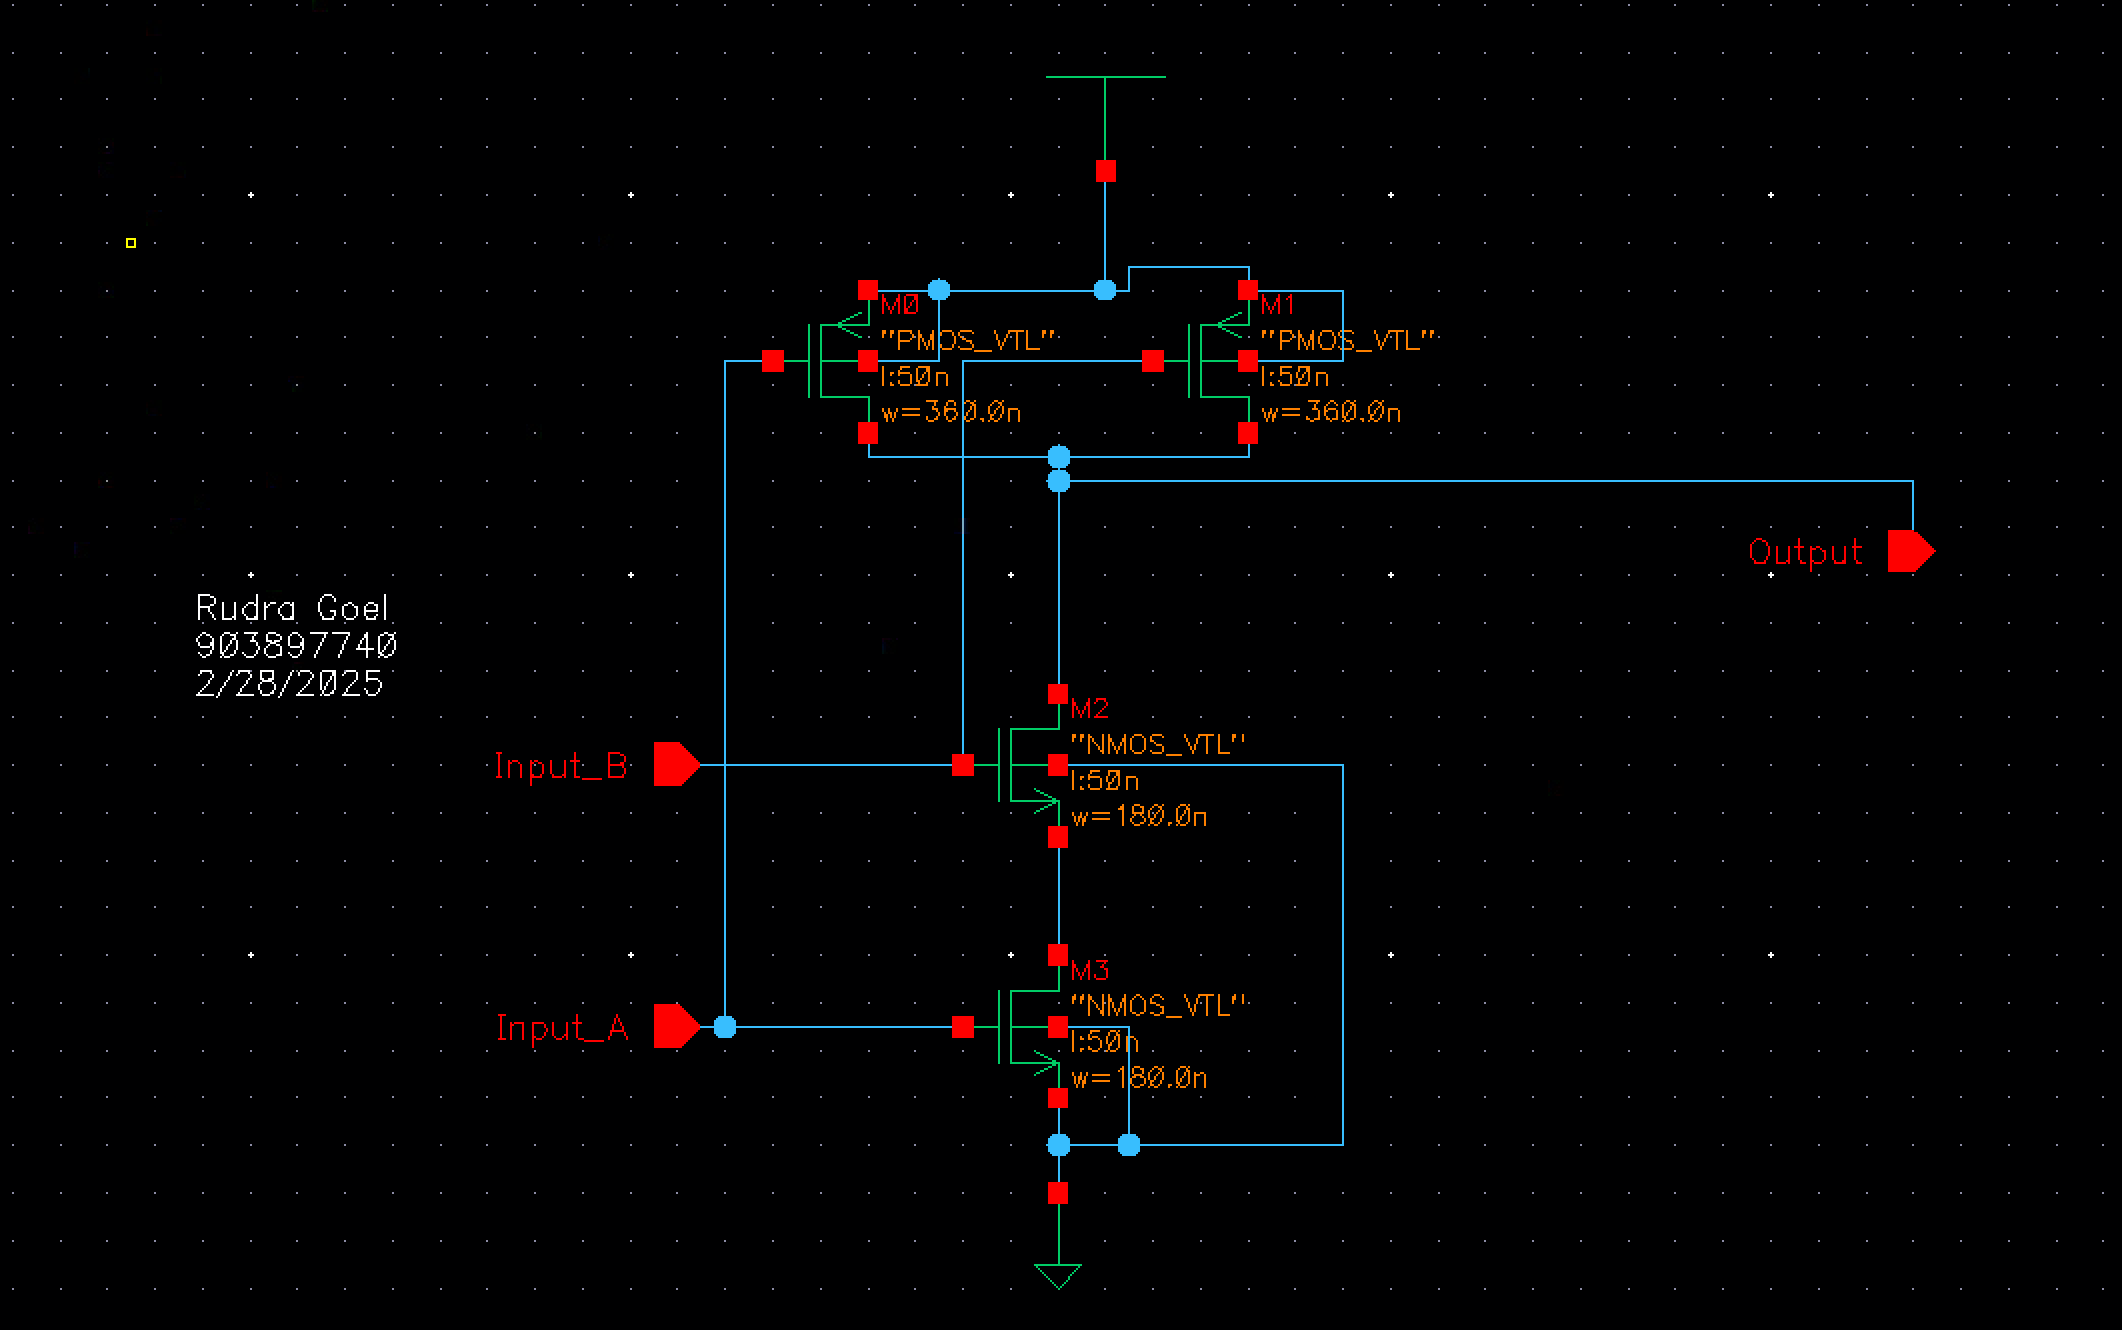 M0
"PMOS_VTL"
l:50n
w=360.0n
M1
"PMOS_VTL"
l:50n
w=360.0n
Output
Rudra Goel
903897740
2/28/2025
M2
"NMOS_VTL"
l:50n
w=180.0n
Input_B
M3
"NMOS_VTL"
l:50n
w=180.0n
Input_A